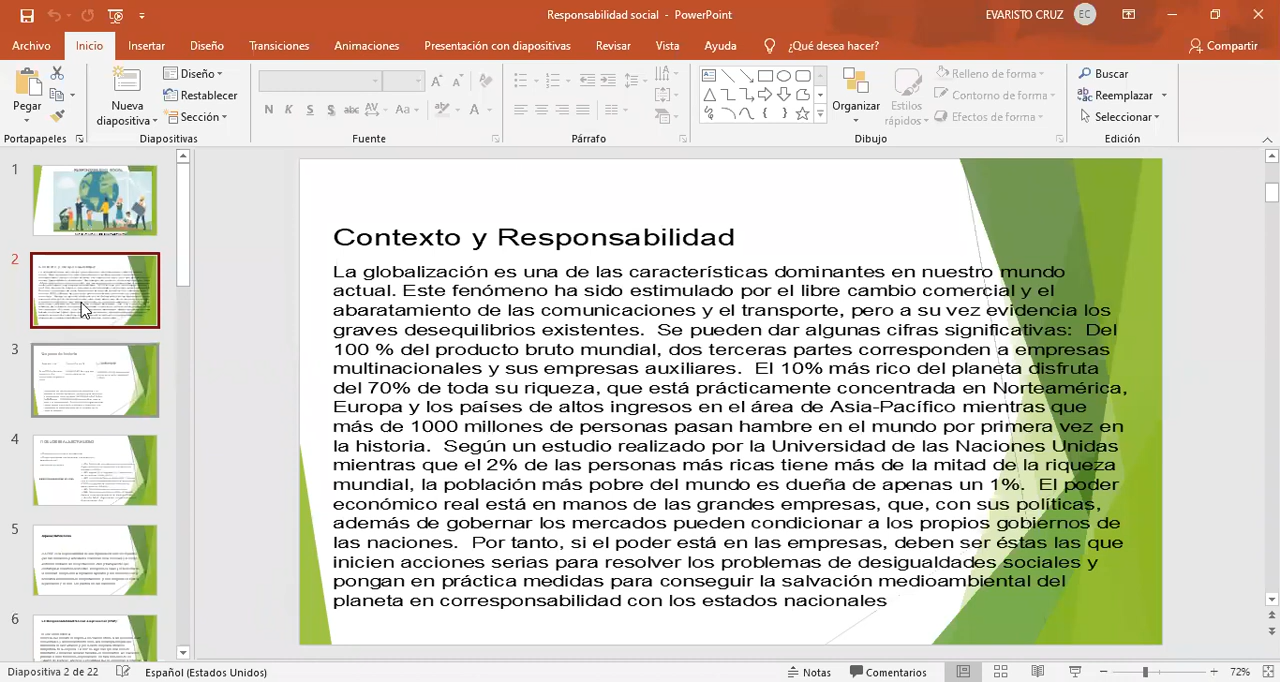 Responsabilidad social - PowerPoint
EVARISTO CRUZ
EC
Archivo Inicio Insertar Diseño Transiciones Animaciones Presentación con diapositivas Revisar Vista Ayuda ¿Qué desea hacer? Compartir
Pegar
Nueva diapositiva
Diseño
Restablecer
Sección
N K S S abc AV Aa A
Organizar
Estilos rápidos
Relleno de forma
Contorno de forma
Efectos de forma
Buscar
Reemplazar
Seleccionar
Portapapeles Diapositivas Fuente Párrafo Dibujo Edición
1
2
3
4
5
6
Contexto y Responsabilidad
La globalización es una de las características en nuestro mundo
actual. Este ha sido estimulado cambio comercial y el
abaratamiento de las comunicaciones y el pero a su vez evidencia los
graves desequilibrios existentes. Se pueden dar algunas cifras significativas: Del
100 % del producto bruto mundial, dos terceras partes corresponden a empresas
multinacionales y sus empresas auxiliares. El 10% más rico del planeta disfruta
del 70% de toda la riqueza, que está prácticamente concentrada en Norteamérica,
Europa y los países de altos ingresos en el área de Asia-Pacífico mientras que
más de 1000 millones de personas pasan hambre en el mundo por primera vez en
la historia. Según un estudio realizado por la Universidad de las Naciones Unidas
mientras que el 2% de las personas más ricas tiene más de la mitad de la riqueza
mundial, la población más pobre del mundo es dueña de apenas un 1%. El poder
económico real está en manos de las grandes empresas, que, con sus políticas,
además de gobernar los mercados pueden condicionar a los propios gobiernos de
las naciones. Por tanto, si el poder está en las empresas, deben ser éstas las que
para resolver los problemas de desigualdades sociales y
pongan en práctica medidas para conseguir la salvación medioambiental del
planeta en corresponsabilidad con los estados nacionales
Diapositiva 2 de 22 Español (Estados Unidos) Notas Comentarios 72%